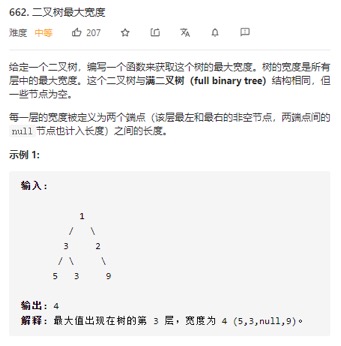 662. 二叉树最大宽度
难度 中等 207
给定一个二叉树，编写一个函数来获取这个树的最大宽度。树的宽度是所有
层中的最大宽度。这个二叉树与满二叉树（full binary tree）结构相同，但
一些节点为空。
每一层的宽度被定义为两个端点（该层最左和最右的非空节点，两端点间的
null节点也计入长度）之间的长度。
示例 1:
输入:
1
/ \
3 2
/ \ \
5 3 9
输出: 4
解释: 最大值出现在树的第 3 层，宽度为 4 (5,3,null,9)。